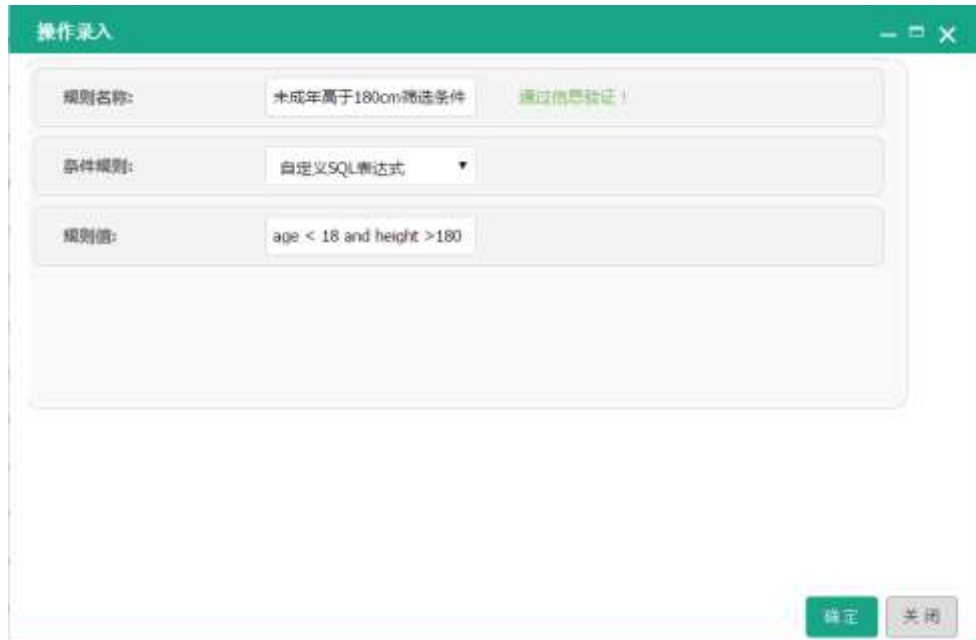 操作录入
规则名称: 未成年高于180cm筛选条件 通过信息验证！
条件规则: 自定义SQL表达式
规则值: age < 18 and height >180
确定 关闭